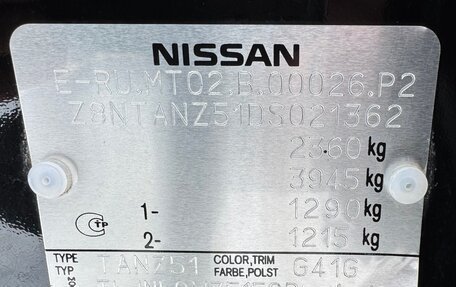 NISSAN
E-RU.MT02.B.00026.P2
Z8NTANZ51DS021362
2360 kg
3945 kg
1- 1290 kg
2- 1215 kg
TYPE TYP TANZ51 COLOR,TRIM FARBE,POLST G41G